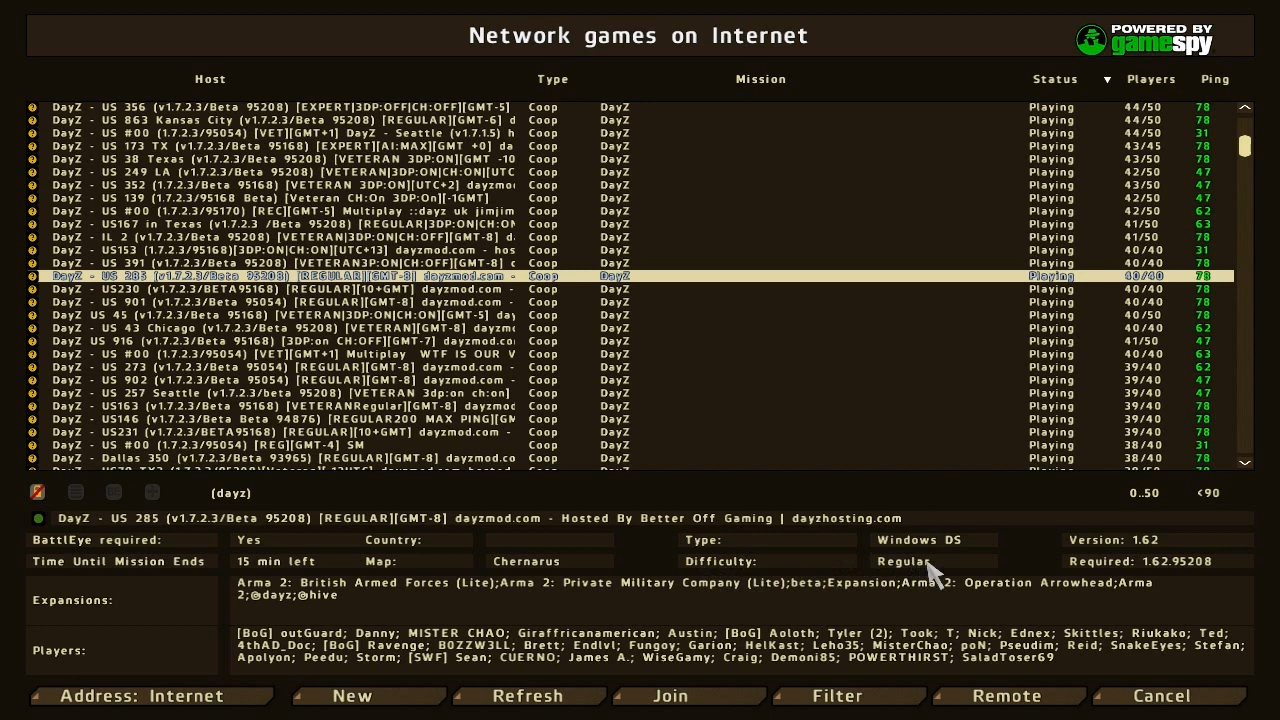 Network games on Internet
POWERED BY
gamespy
Host Type Mission Status Players Ping
DayZ - US 356 (v1.7.2.3/Beta 95208) [EXPERT|3DP:OFF|CH:OFF][GMT-5] Coop DayZ Playing 44/50 78
DayZ - US 863 Kansas City (v1.7.2.3/Beta 95208) [REGULAR][GMT-6] d Coop DayZ Playing 44/50 78
DayZ - US #00 (1.7.2.3/95054) [VET][GMT+1] DayZ - Seattle (v1.7.1.5) h Coop DayZ Playing 44/50 31
DayZ - US 173 TX (v1.7.2.3/Beta 95168) [EXPERT][AI:MAX][GMT +0] da Coop DayZ Playing 43/45 78
DayZ - US 38 Texas (v1.7.2.3/Beta 95208) [VETERAN 3DP:ON][GMT -10 Coop DayZ Playing 43/50 78
DayZ - US 249 LA (v1.7.2.3/Beta 95208) [VETERAN|3DP:ON|CH:ON][UTC Coop DayZ Playing 42/50 47
DayZ - US 352 (v1.7.2.3/Beta 95168) [VETERAN 3DP:ON][UTC+2] dayzmo Coop DayZ Playing 43/50 47
DayZ - US 139 (v1.7.2.3/95168 Beta) [Veteran CH:On 3DP:On][-1GMT] Coop DayZ Playing 42/50 47
DayZ - US #00 (1.7.2.3/95170) [REC][GMT-5] Multiplay ::dayz uk jimjim Coop DayZ Playing 42/50 62
DayZ - US167 in Texas (v1.7.2.3 /Beta 95208) [REGULAR|3DP:ON|CH:ON Coop DayZ Playing 41/50 63
DayZ - IL 2 (v1.7.2.3/Beta 95208) [VETERAN|3DP:ON|CH:OFF][GMT-8] d Coop DayZ Playing 41/50 78
DayZ - US153 (1.7.2.3/95168)[3DP:ON|CH:ON][UTC+13] dayzmod.com - hos Coop DayZ Playing 40/40 31
DayZ - US 391 (v1.7.2.3/Beta 95208) [VETERAN3P:ON|CH:OFF][GMT-8] c Coop DayZ Playing 40/40 78
DayZ - US 285 (v1.7.2.3/Beta 95208) [REGULAR][GMT-8] dayzmod.com - Coop DayZ Playing 40/40 78
DayZ - US230 (v1.7.2.3/BETA95168) [REGULAR][10+GMT] dayzmod.com - Coop DayZ Playing 40/40 78
DayZ - US 901 (v1.7.2.3/Beta 95054) [REGULAR][GMT-8] dayzmod.com - Coop DayZ Playing 40/40 78
DayZ US 45 (v1.7.2.3/Beta 95168) [VETERAN|3DP:ON|CH:ON][GMT-5] day Coop DayZ Playing 40/50 78
DayZ - US 43 Chicago (v1.7.2.3/Beta 95208) [VETERAN][GMT-8] dayzmo Coop DayZ Playing 40/40 62
DayZ US 916 (v1.7.2.3/Beta 95168) [3DP:on CH:OFF][GMT-7] dayzmod.c Coop DayZ Playing 41/50 47
DayZ - US #00 (1.7.2.3/95054) [VET][GMT+1] Multiplay WTF IS OUR V Coop DayZ Playing 40/40 63
DayZ - US 273 (v1.7.2.3/Beta 95054) [REGULAR][GMT-8] dayzmod.com - Coop DayZ Playing 39/40 62
DayZ - US 902 (v1.7.2.3/Beta 95054) [REGULAR][GMT-8] dayzmod.com - Coop DayZ Playing 39/40 47
DayZ - US 257 Seattle (v1.7.2.3/Beta 95208) [VETERAN 3dp:on ch:on] Coop DayZ Playing 39/40 47
DayZ - US163 (v1.7.2.3/Beta 95168) [VETERANRegular][GMT-8] dayzmod Coop DayZ Playing 39/40 78
DayZ - US146 (v1.7.2.3/Beta Beta 94876) [REGULAR200 MAX PING][GM Coop DayZ Playing 39/40 78
DayZ - US231 (v1.7.2.3/BETA95168) [REGULAR][10+GMT] dayzmod.com - Coop DayZ Playing 39/40 78
DayZ - US #00 (1.7.2.3/95054) [REG][GMT-4] SM Coop DayZ Playing 38/40 31
DayZ - Dallas 350 (v1.7.2.3/Beta 93965) [REGULAR][GMT-8] dayzmod.c Coop DayZ Playing 38/40 78
(dayz) 0..50 <90
DayZ - US 285 (v1.7.2.3/Beta 95208) [REGULAR][GMT-8] dayzmod.com - Hosted By Better Off Gaming | dayzhosting.com
BattlEye required: Yes Country: Type: Windows DS Version: 1.62
Time Until Mission Ends 15 min left Map: Chernarus Difficulty: Regular Required: 1.62.95208
Expansions: Arma 2: British Armed Forces (Lite);Arma 2: Private Military Company (Lite);beta;Expansion;Arma 2: Operation Arrowhead;Arma
2;@dayz;@hive
Players: [BoG] outGuard; Danny; MISTER CHAO; Giraffricanamerican; Austin; [BoG] Aoloth; Tyler (2); Took; T; Nick; Ednex; Skittles; Riukako; Ted;
4thAD_Doc; [BoG] Ravenge; B0ZZW3LL; Brett; Endlvl; Fungoy; Garion; HelKast; Leho35; MisterChao; poN; Pseudim; Reid; SnakeEyes; Stefan;
Apolyon; Peedu; Storm; [SWF] Sean; CUERNO; James A.; WiseGamy; Craig; Demoni85; POWERTHIRST; SaladToser69
Address: Internet New Refresh Join Filter Remote Cancel